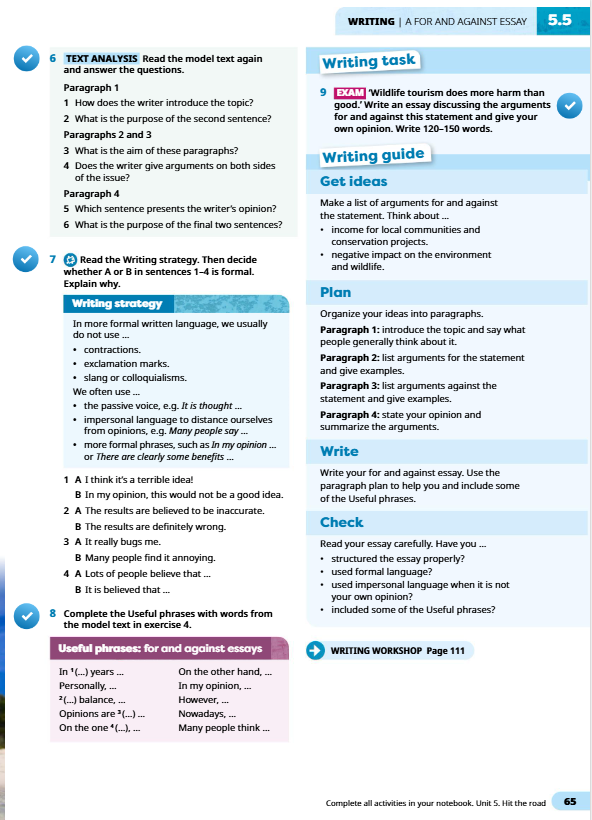 WRITING | A FOR AND AGAINST ESSAY 5.5
6 TEXT ANALYSIS Read the model text again
and answer the questions.
Paragraph 1
1 How does the writer introduce the topic?
2 What is the purpose of the second sentence?
Paragraphs 2 and 3
3 What is the aim of these paragraphs?
4 Does the writer give arguments on both sides
of the issue?
Paragraph 4
5 Which sentence presents the writer's opinion?
6 What is the purpose of the final two sentences?
7 Read the Writing strategy. Then decide
whether A or B in sentences 1–4 is formal.
Explain why.
Writing strategy
In more formal written language, we usually
do not use ...
• contractions.
• exclamation marks.
• slang or colloquialisms.
We often use ...
• the passive voice, e.g. It is thought ...
• impersonal language to distance ourselves
from opinions, e.g. Many people say ...
• more formal phrases, such as In my opinion ...
or There are clearly some benefits ...
1 A I think it's a terrible idea!
B In my opinion, this would not be a good idea.
2 A The results are believed to be inaccurate.
B The results are definitely wrong.
3 A It really bugs me.
B Many people find it annoying.
4 A Lots of people believe that ...
B It is believed that ...
8 Complete the Useful phrases with words from
the model text in exercise 4.
Useful phrases: for and against essays
In ¹(...) years ...
Personally, ...
²(...) balance, ...
Opinions are ³(...) ...
On the one ⁴(...), ...
On the other hand, ...
In my opinion, ...
However, ...
Nowadays, ...
Many people think ...
Writing task
9 EXAM 'Wildlife tourism does more harm than
good.' Write an essay discussing the arguments
for and against this statement and give your
own opinion. Write 120–150 words.
Writing guide
Get ideas
Make a list of arguments for and against
the statement. Think about ...
• income for local communities and
conservation projects.
• negative impact on the environment
and wildlife.
Plan
Organize your ideas into paragraphs.
Paragraph 1: introduce the topic and say what
people generally think about it.
Paragraph 2: list arguments for the statement
and give examples.
Paragraph 3: list arguments against the
statement and give examples.
Paragraph 4: state your opinion and
summarize the arguments.
Write
Write your for and against essay. Use the
paragraph plan to help you and include some
of the Useful phrases.
Check
Read your essay carefully. Have you ...
• structured the essay properly?
• used formal language?
• used impersonal language when it is not
your own opinion?
• included some of the Useful phrases?
WRITING WORKSHOP Page 111
Complete all activities in your notebook. Unit 5. Hit the road 65